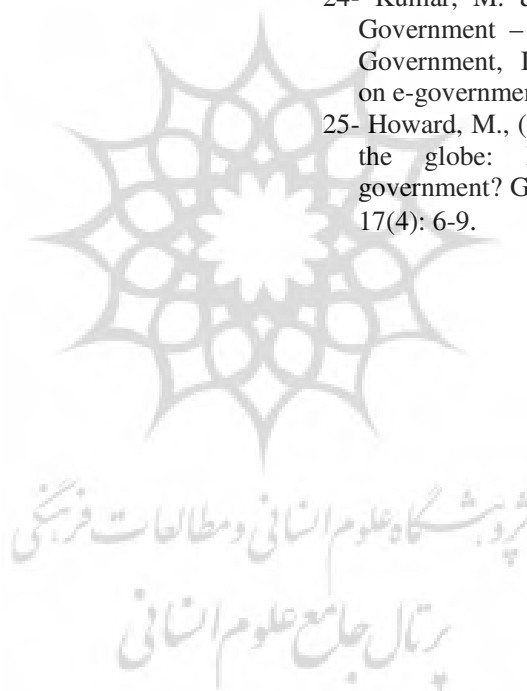 24- Kumar, M.
Government –
Government,
on e-government
25- Howard, M., (
the globe:
government? G
17(4): 6-9.
پژوهشگاه علوم انسانی و مطالعات فرهنگی
پرتال جامع علوم انسانی